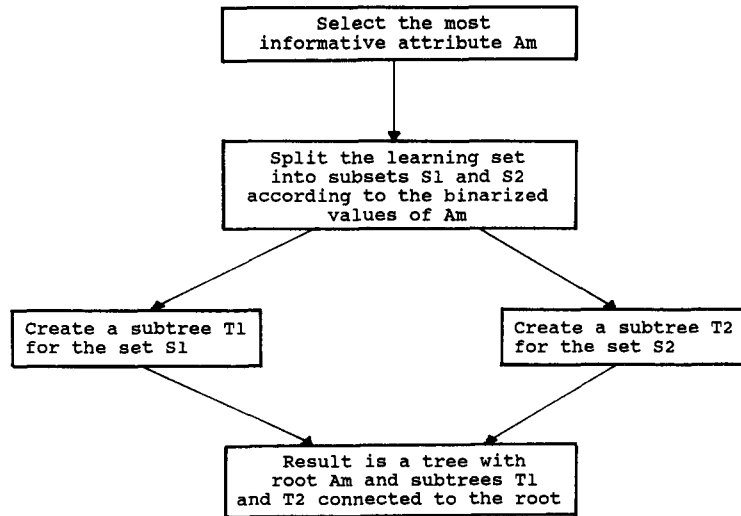 Select the most
informative attribute Am
Split the learning set
into subsets S1 and S2
according to the binarized
values of Am
Create a subtree T1
for the set S1
Create a subtree T2
for the set S2
Result is a tree with
root Am and subtrees T1
and T2 connected to the root